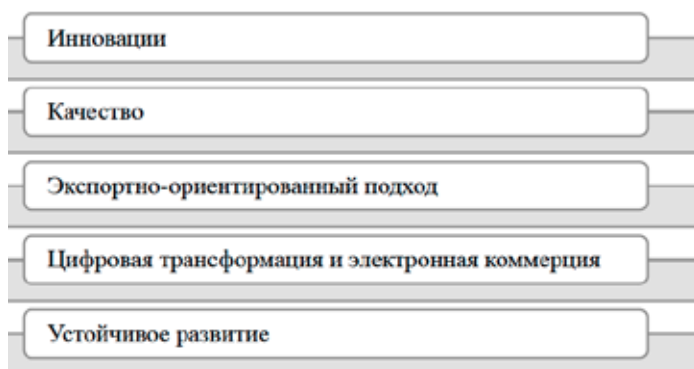 Инновации
Качество
Экспортно-ориентированный подход
Цифровая трансформация и электронная коммерция
Устойчивое развитие